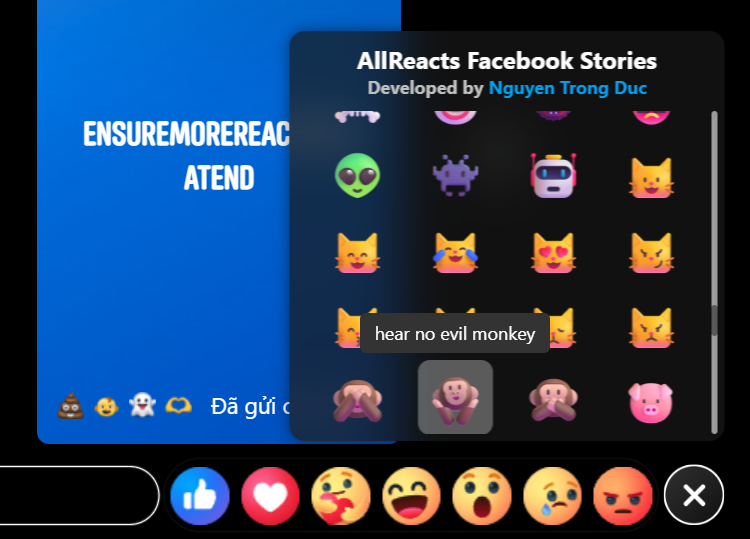 AllReacts Facebook Stories
Developed by Nguyen Trong Duc
ENSUREMOREREAC
ATEND
hear no evil monkey
Đã gửi